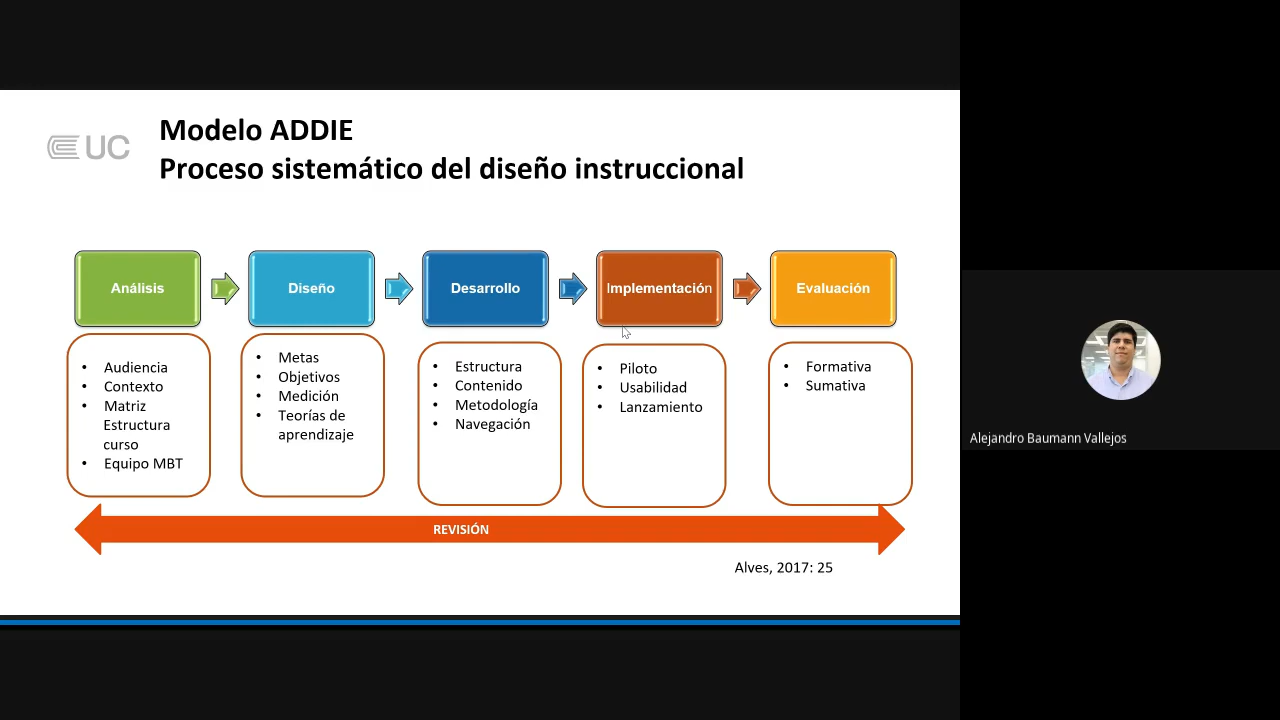 UC
Modelo ADDIE
Proceso sistemático del diseño instruccional
Análisis
Diseño
Desarrollo
Implementación
Evaluación
• Audiencia
• Contexto
• Matriz
Estructura
curso
• Equipo MBT
• Metas
• Objetivos
• Medición
• Teorías de
aprendizaje
• Estructura
• Contenido
• Metodología
• Navegación
• Piloto
• Usabilidad
• Lanzamiento
• Formativa
• Sumativa
REVISIÓN
Alves, 2017: 25
Alejandro Baumann Vallejos